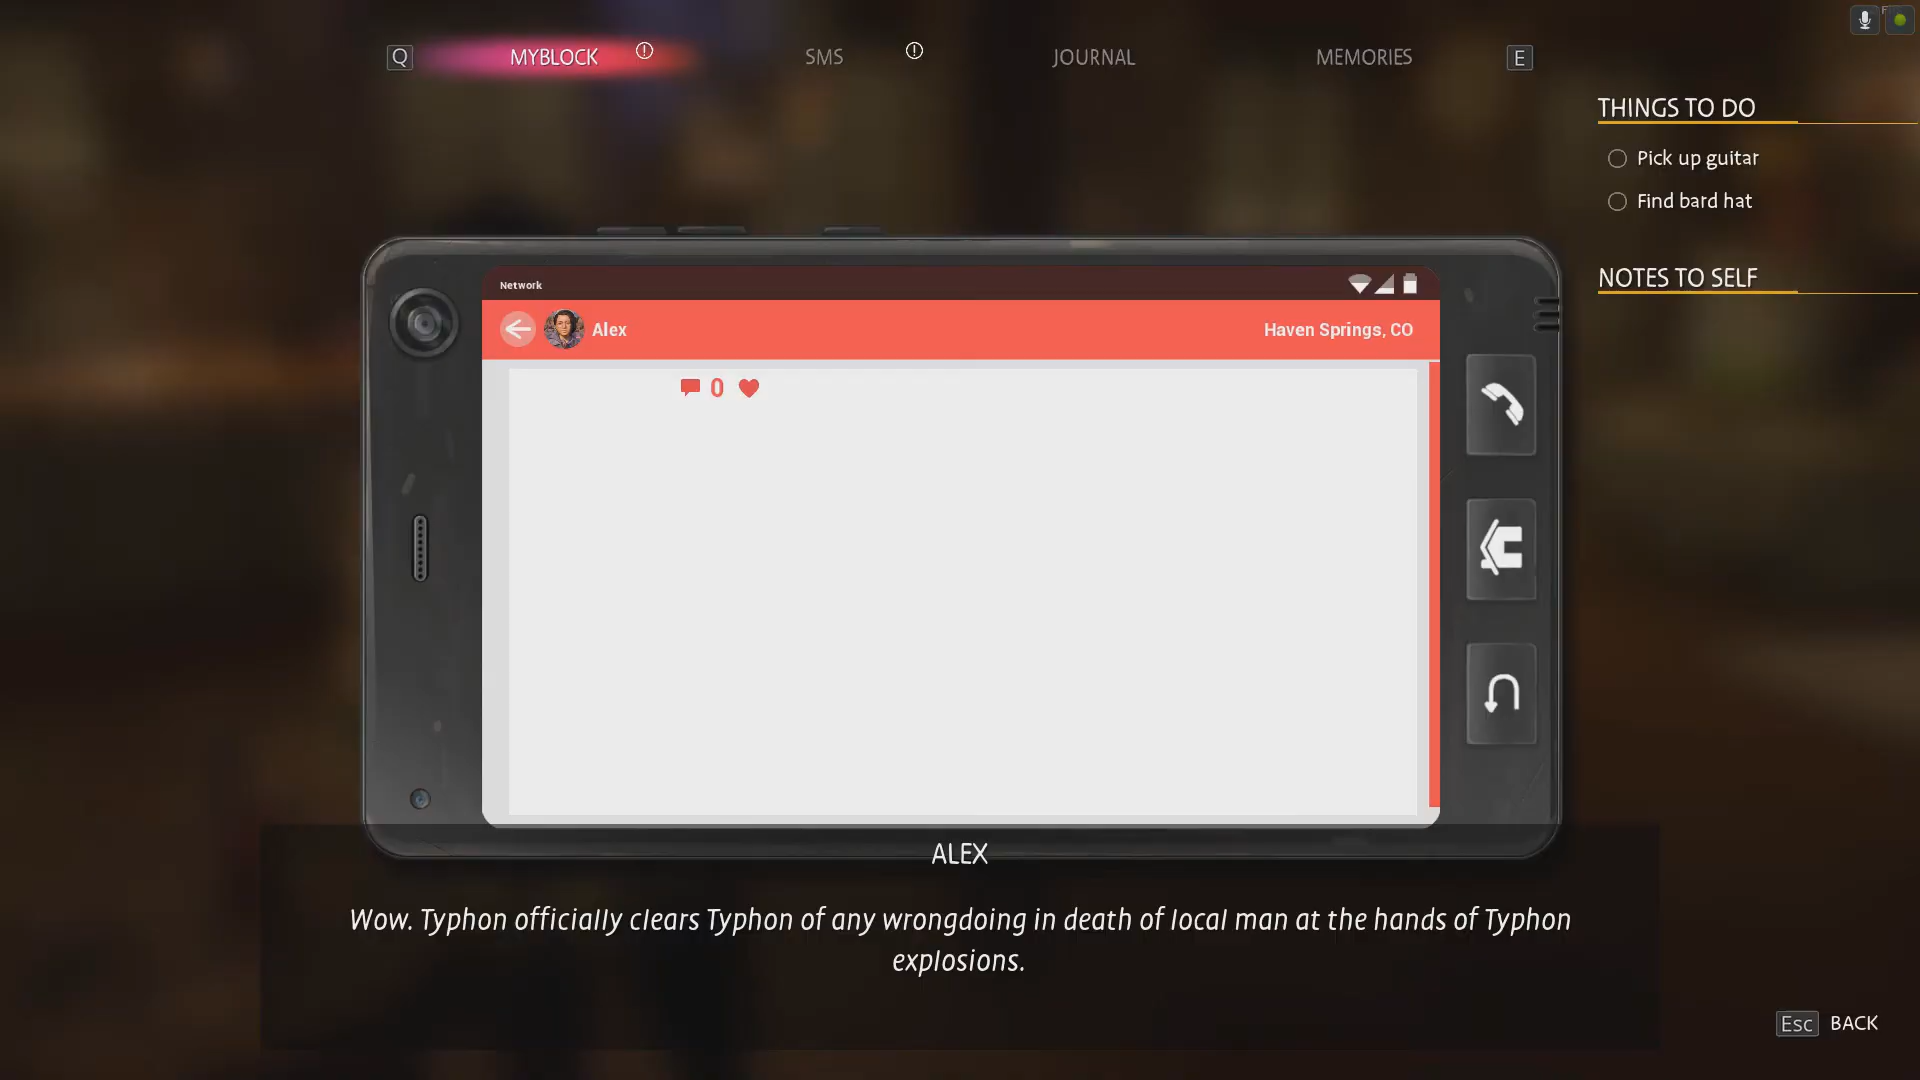 Q
MYBLOCK
SMS
JOURNAL
MEMORIES
E
THINGS TO DO
Pick up guitar
Find bard hat
NOTES TO SELF
Network
Alex
Haven Springs, CO
0
ALEX
Wow. Typhon officially clears Typhon of any wrongdoing in death of local man at the hands of Typhon
explosions.
Esc BACK